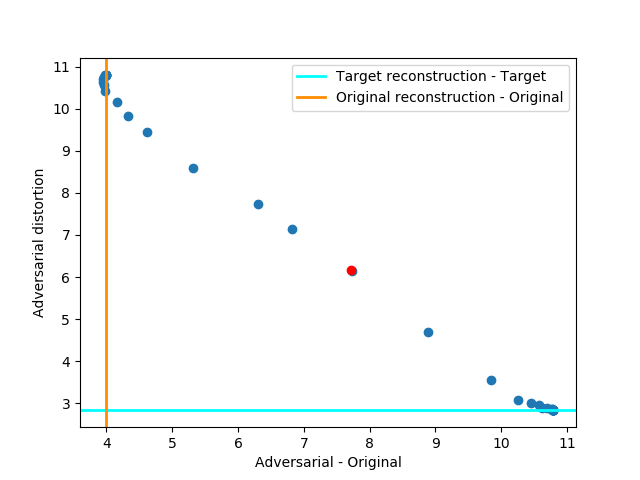 Target reconstruction - Target
Original reconstruction - Original
11
10
9
8
7
6
5
4
3
Adversarial distortion
4 5 6 7 8 9 10 11
Adversarial - Original